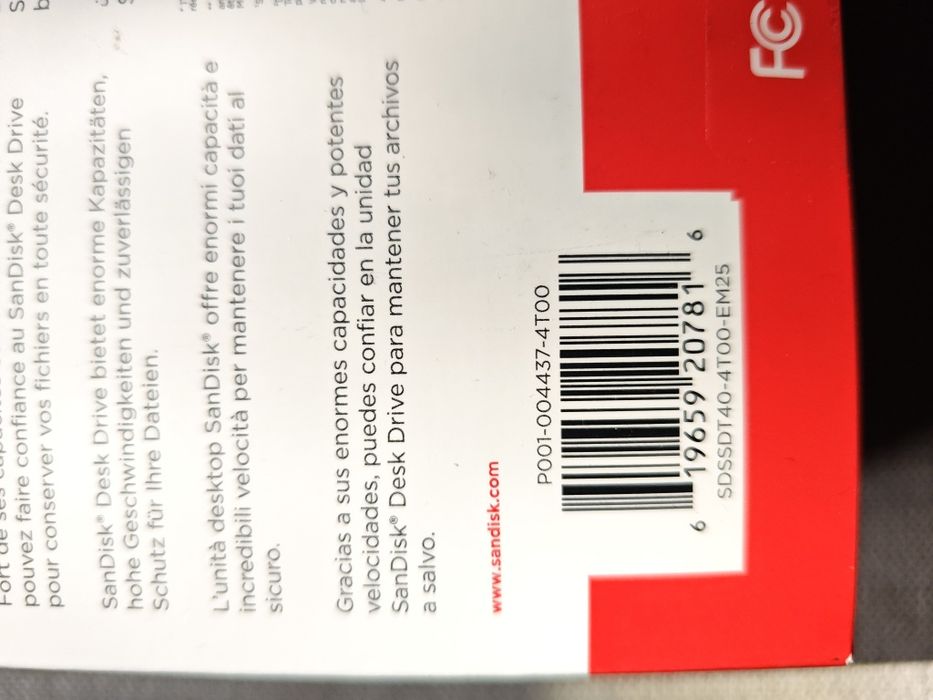 pouvez faire confiance au SanDisk® Desk Drive
pour conserver vos fichiers en toute sécurité.
SanDisk® Desk Drive bietet enorme Kapazitäten,
hohe Geschwindigkeiten und zuverlässigen
Schutz für Ihre Dateien.
L'unità desktop SanDisk® offre enormi capacità e
incredibili velocità per mantenere i tuoi dati al
sicuro.
Gracias a sus enormes capacidades y potentes
velocidades, puedes confiar en la unidad
SanDisk® Desk Drive para mantener tus archivos
a salvo.
www.sandisk.com
P001-004437-4T00
6 19659 20781 6
SDSSDT40-4T00-EM25
FC